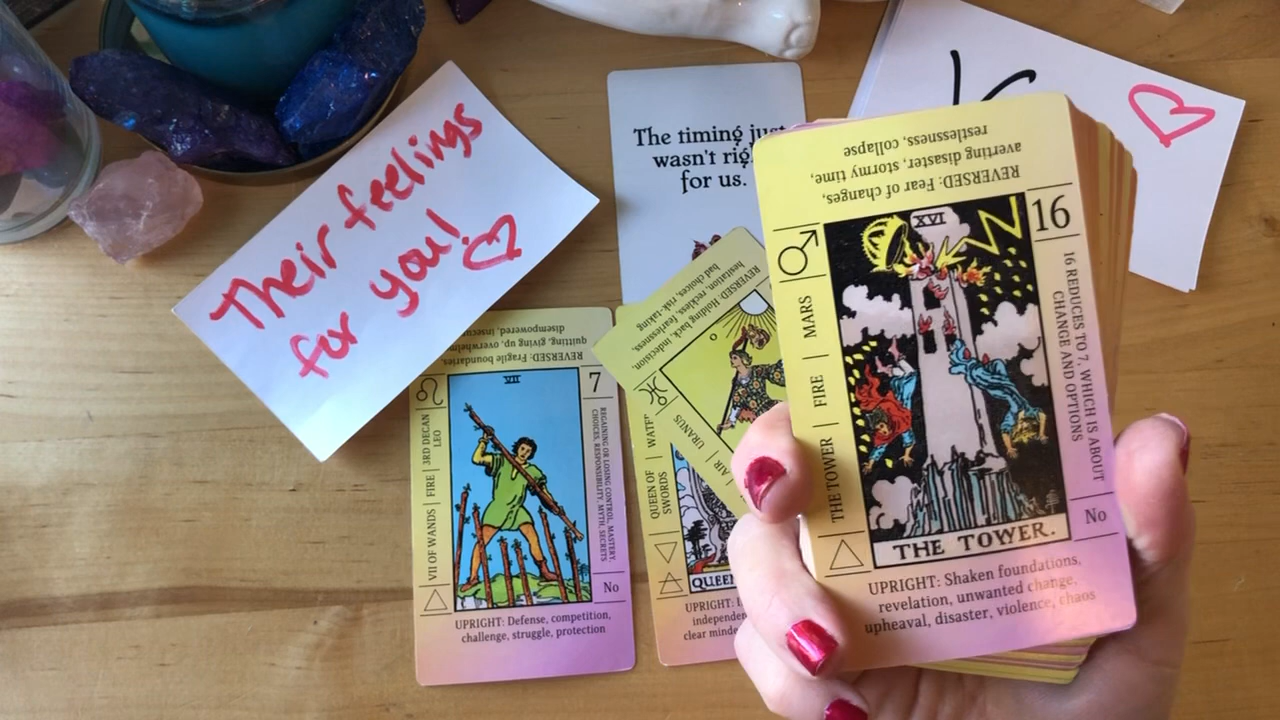 Their feelings
for you!
The timing just
wasn't
for us.
REVERSED: Fragile boundaries.
quitting, giving up, overwhelm
disempowered,
VII
7
REGAINING OR LOSING CONTROL, MASTERY,
CHOICES, RESPONSIBILITY, MYTH, SECRETS
VII OF WANDS | FIRE | 3RD DECAN
LEO
No
UPRIGHT: Defense, competition,
challenge, struggle, protection
REVERSED: Holding back, indecision.
hesitation, reckless, fearlessness,
bad choices, risk-taking
0
AIR | URANUS
QUEEN OF
SWORDS
UPRIGHT:
clear
REVERSED: Fear of changes,
averting disaster, stormy time,
restlessness, collapse
XVI
16
16 REDUCES TO 7, WHICH IS ABOUT
CHANGE AND OPTIONS
THE TOWER | FIRE | MARS
THE TOWER.
No
UPRIGHT: Shaken foundations,
revelation, unwanted change,
upheaval, disaster, violence, chaos